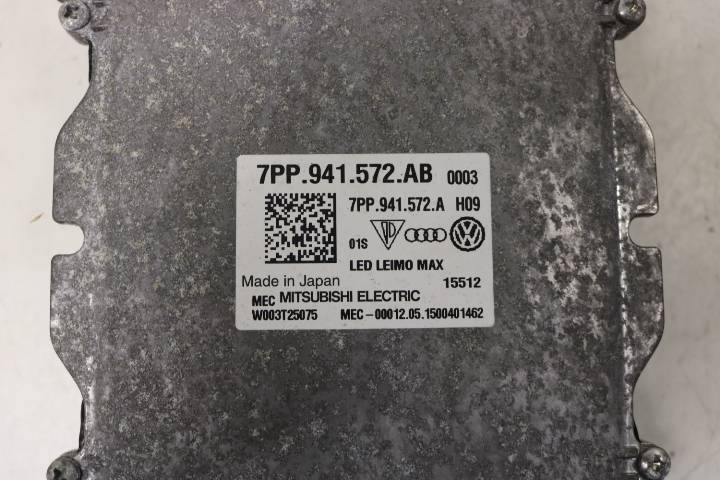 7PP.941.572.AB 0003
7PP.941.572.A H09
01S
LED LEIMO MAX
Made in Japan 15512
MEC MITSUBISHI ELECTRIC
W003T25075 MEC-00012.05.1500401462